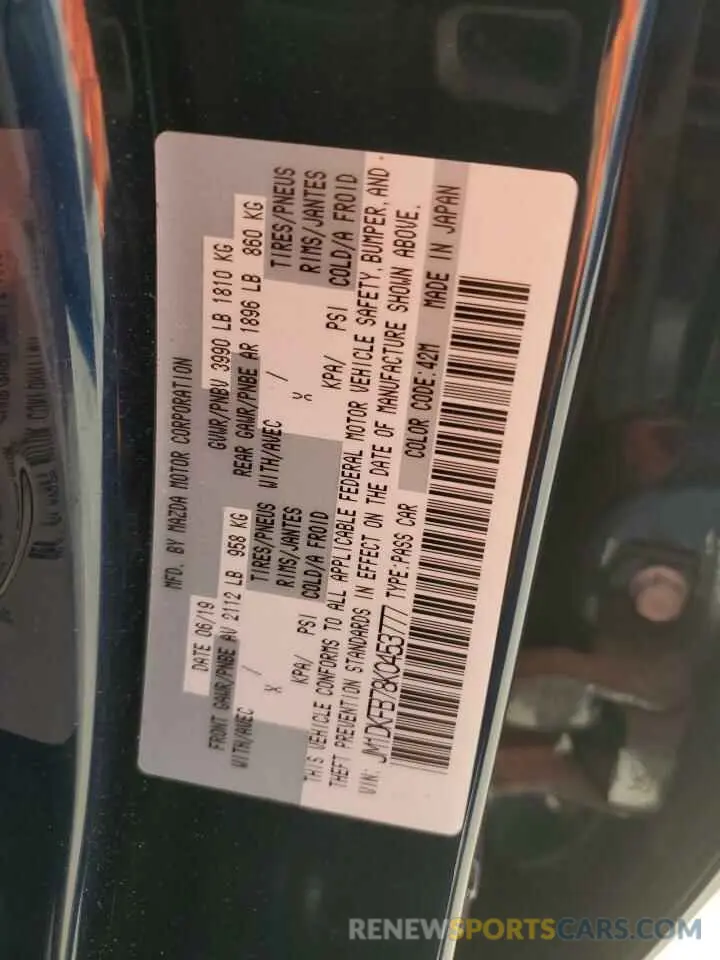 MFD. BY MAZDA MOTOR CORPORATION
DATE 06/19 GVWR/PNBV 3990 LB 1810 KG
FRONT GAWR/PNBE AV 2112 LB 958 KG REAR GAWR/PNBE AR 1896 LB 860 KG
WITH/AVEC TIRES/PNEUS WITH/AVEC TIRES/PNEUS
X / RIMS/JANTES X / RIMS/JANTES
KPA/ PSI COLD/A FROID KPA/ PSI COLD/A FROID
THIS VEHICLE CONFORMS TO ALL APPLICABLE FEDERAL MOTOR VEHICLE SAFETY, BUMPER, AND
THEFT PREVENTION STANDARDS IN EFFECT ON THE DATE OF MANUFACTURE SHOWN ABOVE.
VIN: JM1DKFB78K0453777 TYPE:PASS CAR COLOR CODE:42M MADE IN JAPAN
RENEWSPORTSCARS.COM